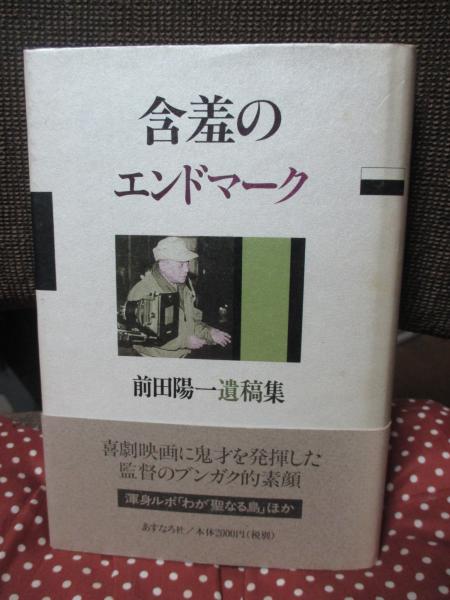 含羞の
エンドマーク
前田陽一遺稿集
喜劇映画に鬼才を発揮した
監督のブンガク的素顔
渾身ルポ「わが「聖なる島」」ほか
あすなろ社／本体2000円（税別）